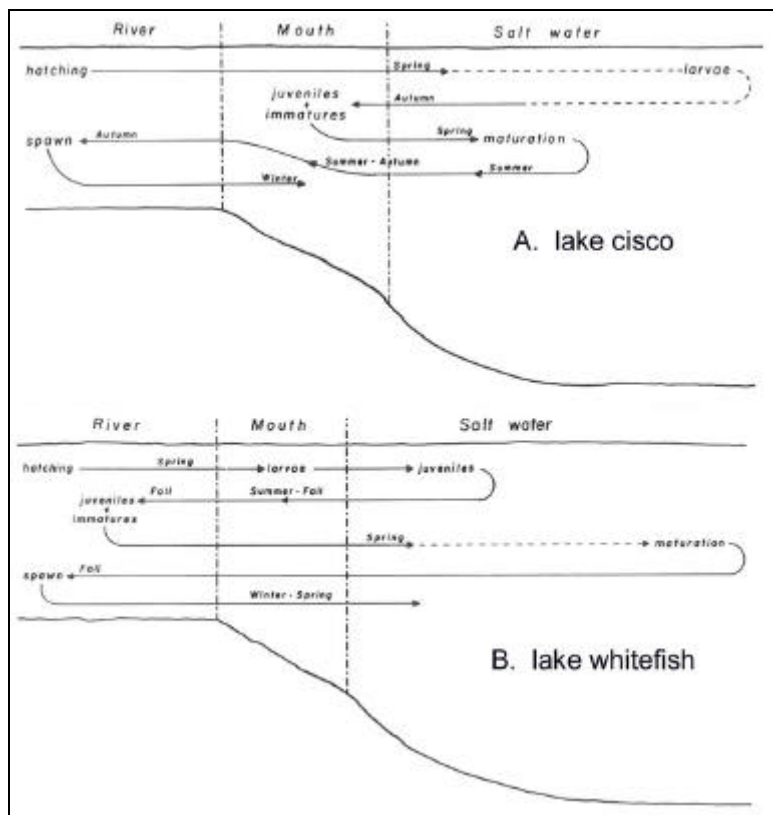 River Mouth Salt water
hatching Spring larvae
juveniles Autumn
+
immatures
spawn Autumn Spring maturation
Summer - Autumn Summer
Winter
A. lake cisco
River Mouth Salt water
hatching Spring larvae juveniles
juveniles Fall Summer - Fall
+
immatures
Spring maturation
spawn Fall
Winter - Spring
B. lake whitefish